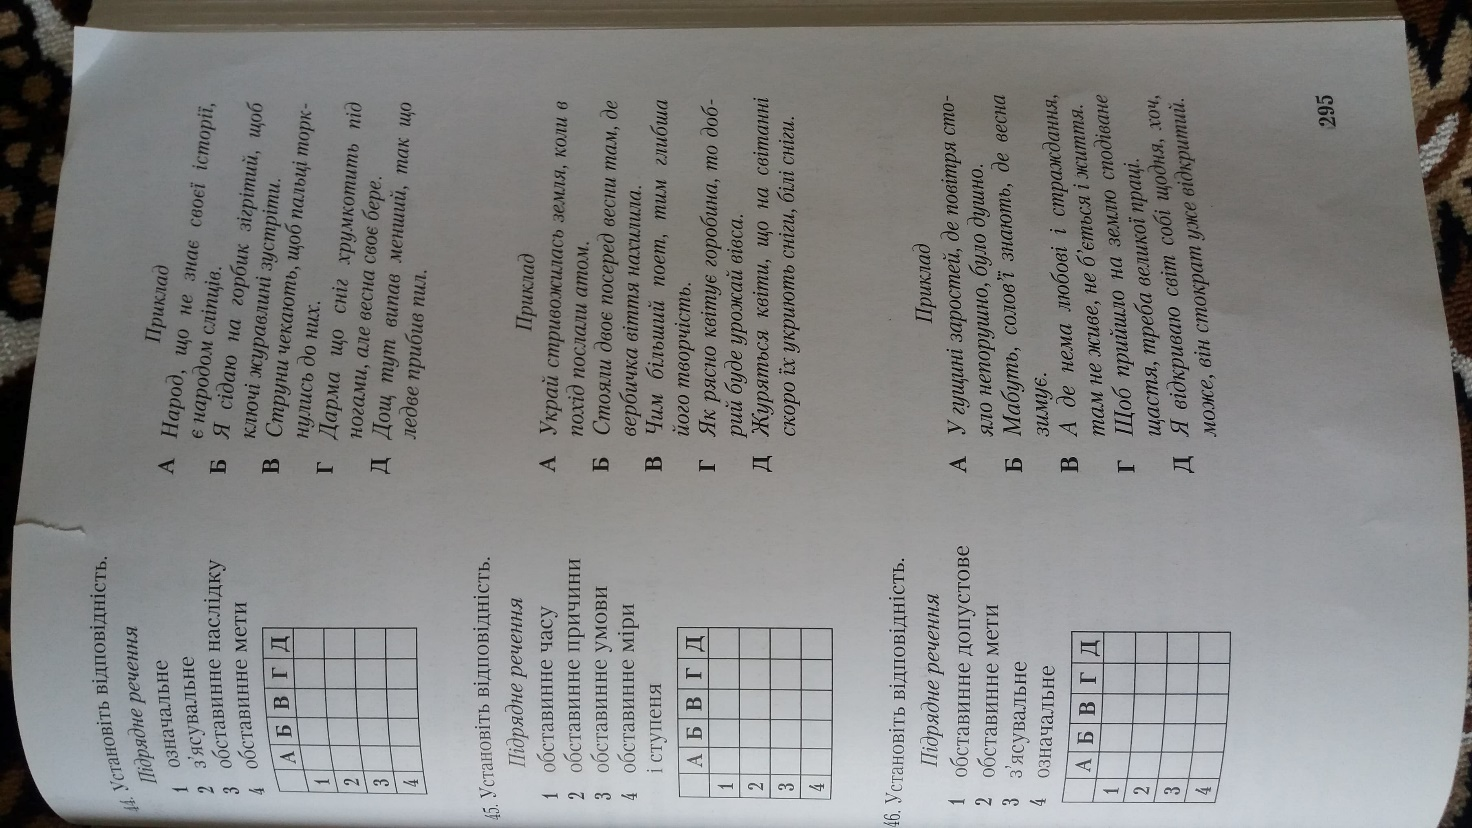 44. Установіть відповідність.
Підрядне речення
1 означальне
2 з'ясувальне
3 обставинне наслідку
4 обставинне мети
А Б В Г Д
1
2
3
4
Приклад
А Народ, що не знає своєї історії,
є народом сліпців.
Б Я сідаю на горбик зігрітий, щоб
ключі журавлині зустріти.
В Струни чекають, щоб пальці торк-
нулись до них.
Г Дарма що сніг хрумкотить під
ногами, але весна своє бере.
Д Дощ тут випав менший, так що
ледве прибив пил.
45. Установіть відповідність.
Підрядне речення
1 обставинне часу
2 обставинне причини
3 обставинне умови
4 обставинне міри
і ступеня
А Б В Г Д
1
2
3
4
Приклад
А Украй стривожилась земля, коли в
похід послали атом.
Б Стояли двоє посеред весни там, де
вербичка віття нахилила.
В Чим більший поет, тим глибша
його творчість.
Г Як рясно квітує горобина, то доб-
рий буде урожай вівса.
Д Журяться квіти, що на світанні
скоро їх укриють сніги, білі сніги.
46. Установіть відповідність.
Підрядне речення
1 обставинне допустове
2 обставинне мети
3 з'ясувальне
4 означальне
А Б В Г Д
1
2
3
4
Приклад
А У гущині заростей, де повітря сто-
яло непорушно, було душно.
Б Мабуть, солов'ї знають, де весна
зимує.
В А де нема любові і страждання,
там не живе, не б'ється і життя.
Г Щоб прийшло на землю сподіване
щастя, треба великої праці.
Д Я відкриваю світ собі щодня, хоч,
може, він стократ уже відкритий.
295